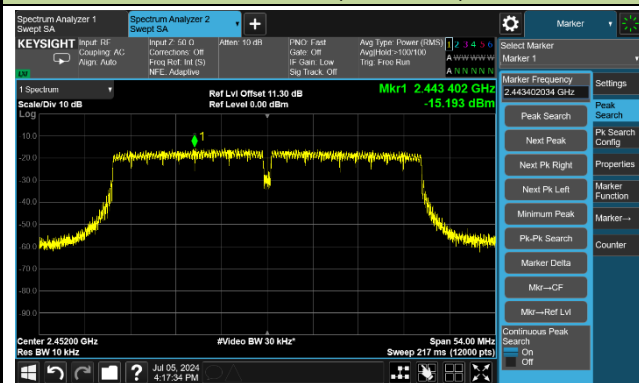 Spectrum Analyzer 1
Swept SA
Spectrum Analyzer 2
Swept SA
+
Marker
KEYSIGHT
Input: RF
Coupling: AC
Align: Auto
Input Z: 50 Ω
Corrections: Off
Freq Ref: Int (S)
NFE: Adaptive
Atten: 10 dB
PNO: Fast
Gate: Off
IF Gain: Low
Sig Track: Off
Avg Type: Power (RMS)
Avg|Hold:>100/100
Trig: Free Run
1 2 3 4 5 6
A W W W W W
A N N N N N
Select Marker
Marker 1
1 Spectrum
Scale/Div 10 dB
Log
Ref Lvl Offset 11.30 dB
Ref Level 0.00 dBm
Mkr1 2.443 402 GHz
-15.193 dBm
1
-10.0
-20.0
-30.0
-40.0
-50.0
-60.0
-70.0
-80.0
-90.0
Center 2.45200 GHz
Res BW 10 kHz
#Video BW 30 kHz*
Span 54.00 MHz
Sweep 217 ms (12000 pts)
Marker Frequency
2.443402034 GHz
Peak Search
Next Peak
Next Pk Right
Next Pk Left
Minimum Peak
Pk-Pk Search
Marker Delta
Mkr→CF
Mkr→Ref Lvl
Continuous Peak
Search
On
Off
Settings
Peak
Search
Pk Search
Config
Properties
Marker
Function
Marker→
Counter
?
Jul 05, 2024
4:17:34 PM